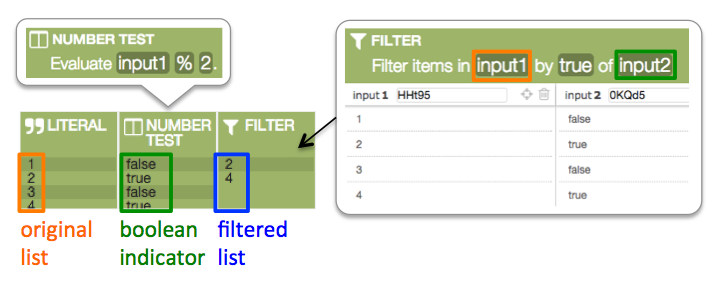 NUMBER TEST
Evaluate input1 % 2.
LITERAL
NUMBER TEST
FILTER
1 false 2
2 true 4
3 false
4 true
original list
boolean indicator
filtered list
FILTER
Filter items in input1 by true of input2
input 1 HHt95 input 2 0KQd5
1 false
2 true
3 false
4 true